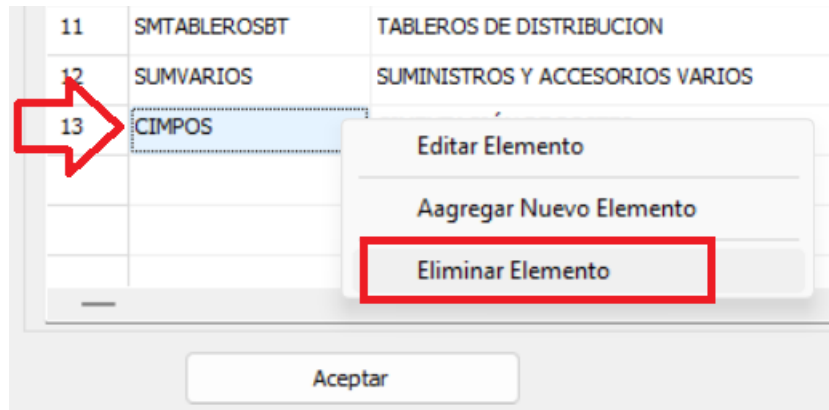 11 SMTABLEROSBT TABLEROS DE DISTRIBUCION
12 SUMVARIOS SUMINISTROS Y ACCESORIOS VARIOS
13 CIMPOS
Editar Elemento
Aagregar Nuevo Elemento
Eliminar Elemento
Aceptar